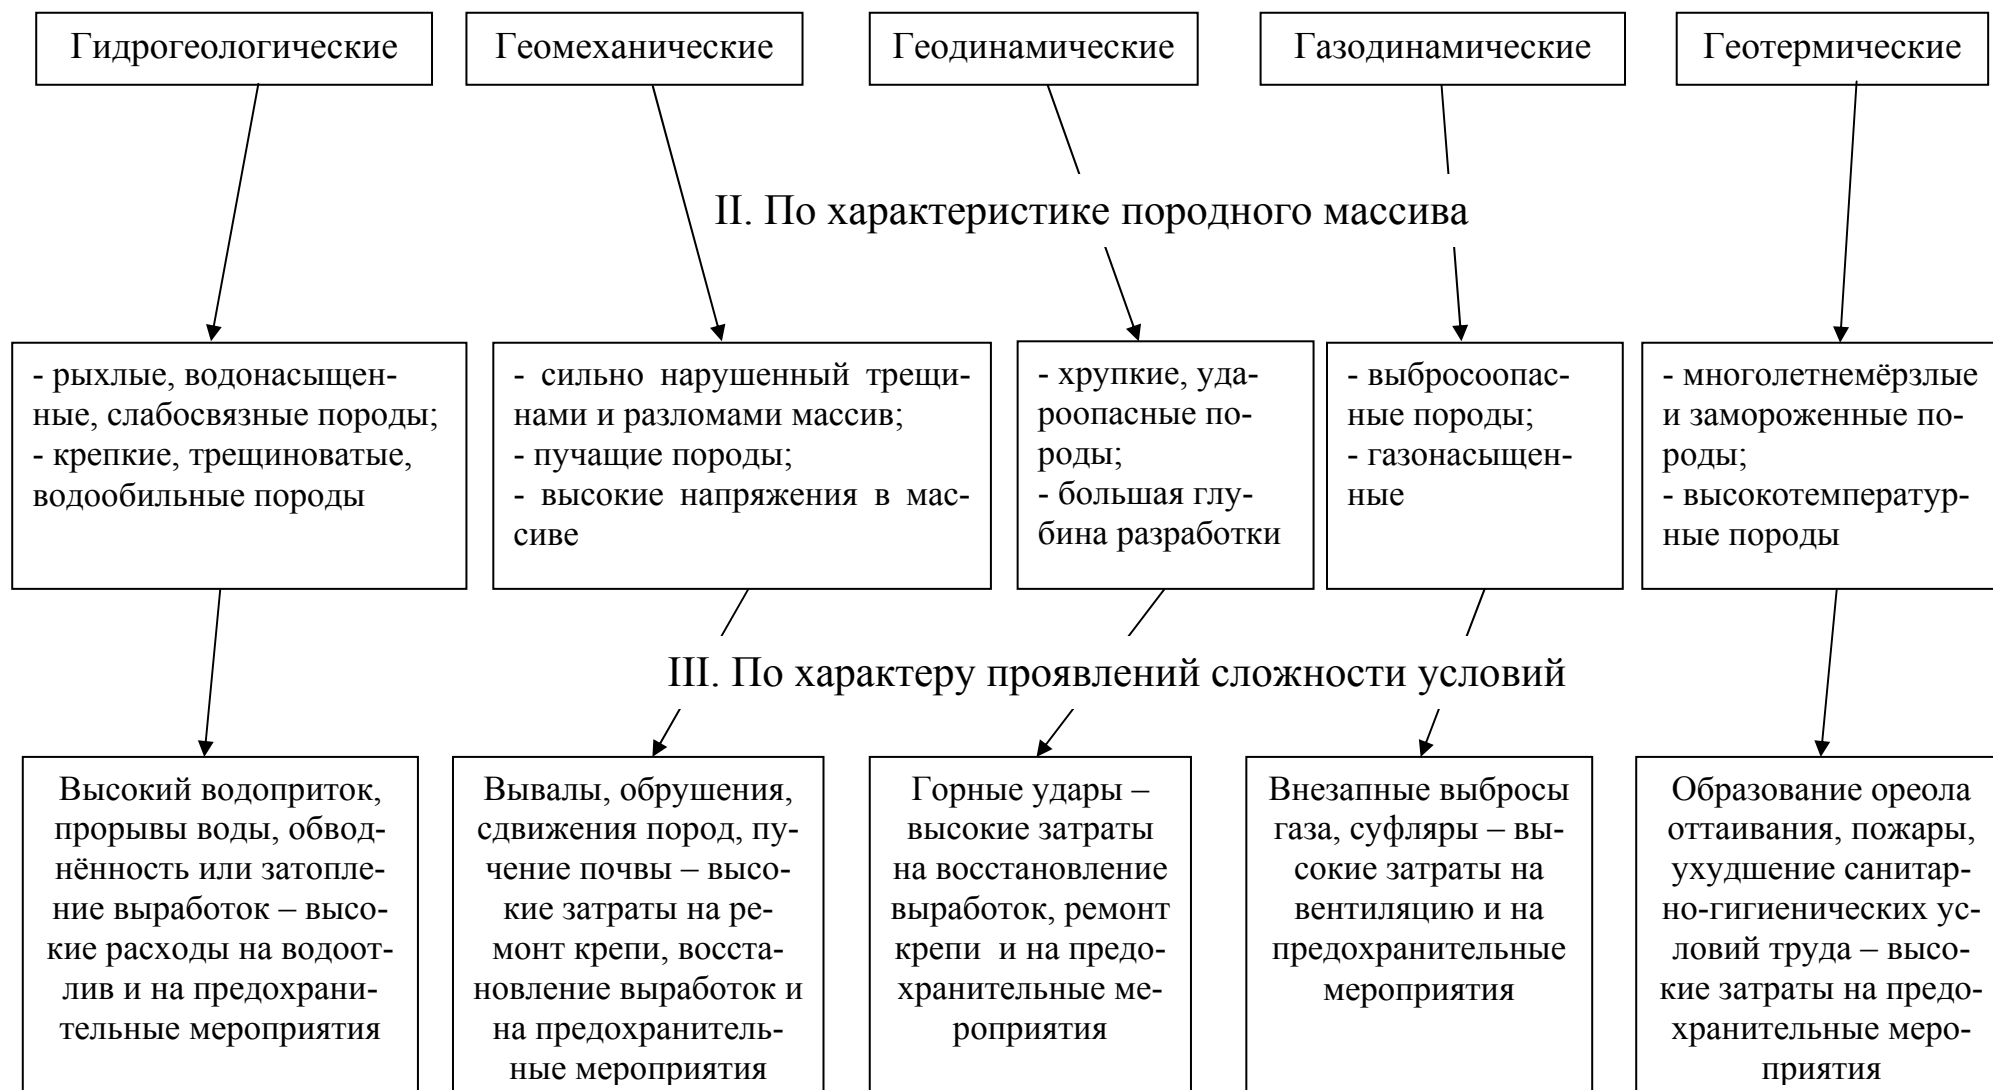 Гидрогеологические
Геомеханические
Геодинамические
Газодинамические
Геотермические
II. По характеристике породного массива
- рыхлые, водонасыщен-
ные, слабосвязные породы;
- крепкие, трещиноватые,
водообильные породы
- сильно нарушенный трещи-
нами и разломами массив;
- пучащие породы;
- высокие напряжения в мас-
сиве
- хрупкие, уда-
роопасные по-
роды;
- большая глу-
бина разработки
- выбросоопас-
ные породы;
- газонасыщен-
ные
- многолетнемёрзлые
и замороженные по-
роды;
- высокотемператур-
ные породы
III. По характеру проявлений сложности условий
Высокий водоприток,
прорывы воды, обвод-
нённость или затопле-
ние выработок – высо-
кие расходы на водоот-
лив и на предохрани-
тельные мероприятия
Вывалы, обрушения,
сдвижения пород, пу-
чение почвы – высо-
кие затраты на ре-
монт крепи, восста-
новление выработок и
на предохранитель-
ные мероприятия
Горные удары –
высокие затраты
на восстановление
выработок, ремонт
крепи и на предо-
хранительные ме-
роприятия
Внезапные выбросы
газа, суфляры – вы-
сокие затраты на
вентиляцию и на
предохранительные
мероприятия
Образование ореола
оттаивания, пожары,
ухудшение санитар-
но-гигиенических ус-
ловий труда – высо-
кие затраты на предо-
хранительные меро-
приятия